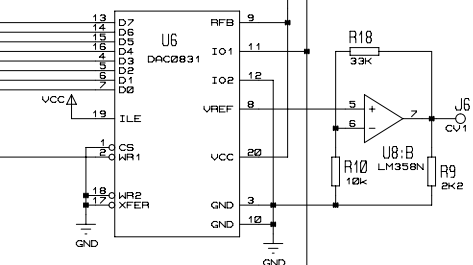 13 D7
14 D6
15 D5
16 D4
4 D3
5 D2
6 D1
7 D0
VCC
19 ILE
1 CS
2 WR1
18 WR2
17 XFER
GND
U6
DAC0831
RFB 9
IO1 11
IO2 12
VREF 8
VCC 20
GND 3
GND 10
GND
R18
33K
5 +
6 -
7
U8:B
LM358N
R10
10k
R9
2K2
J6
CV1